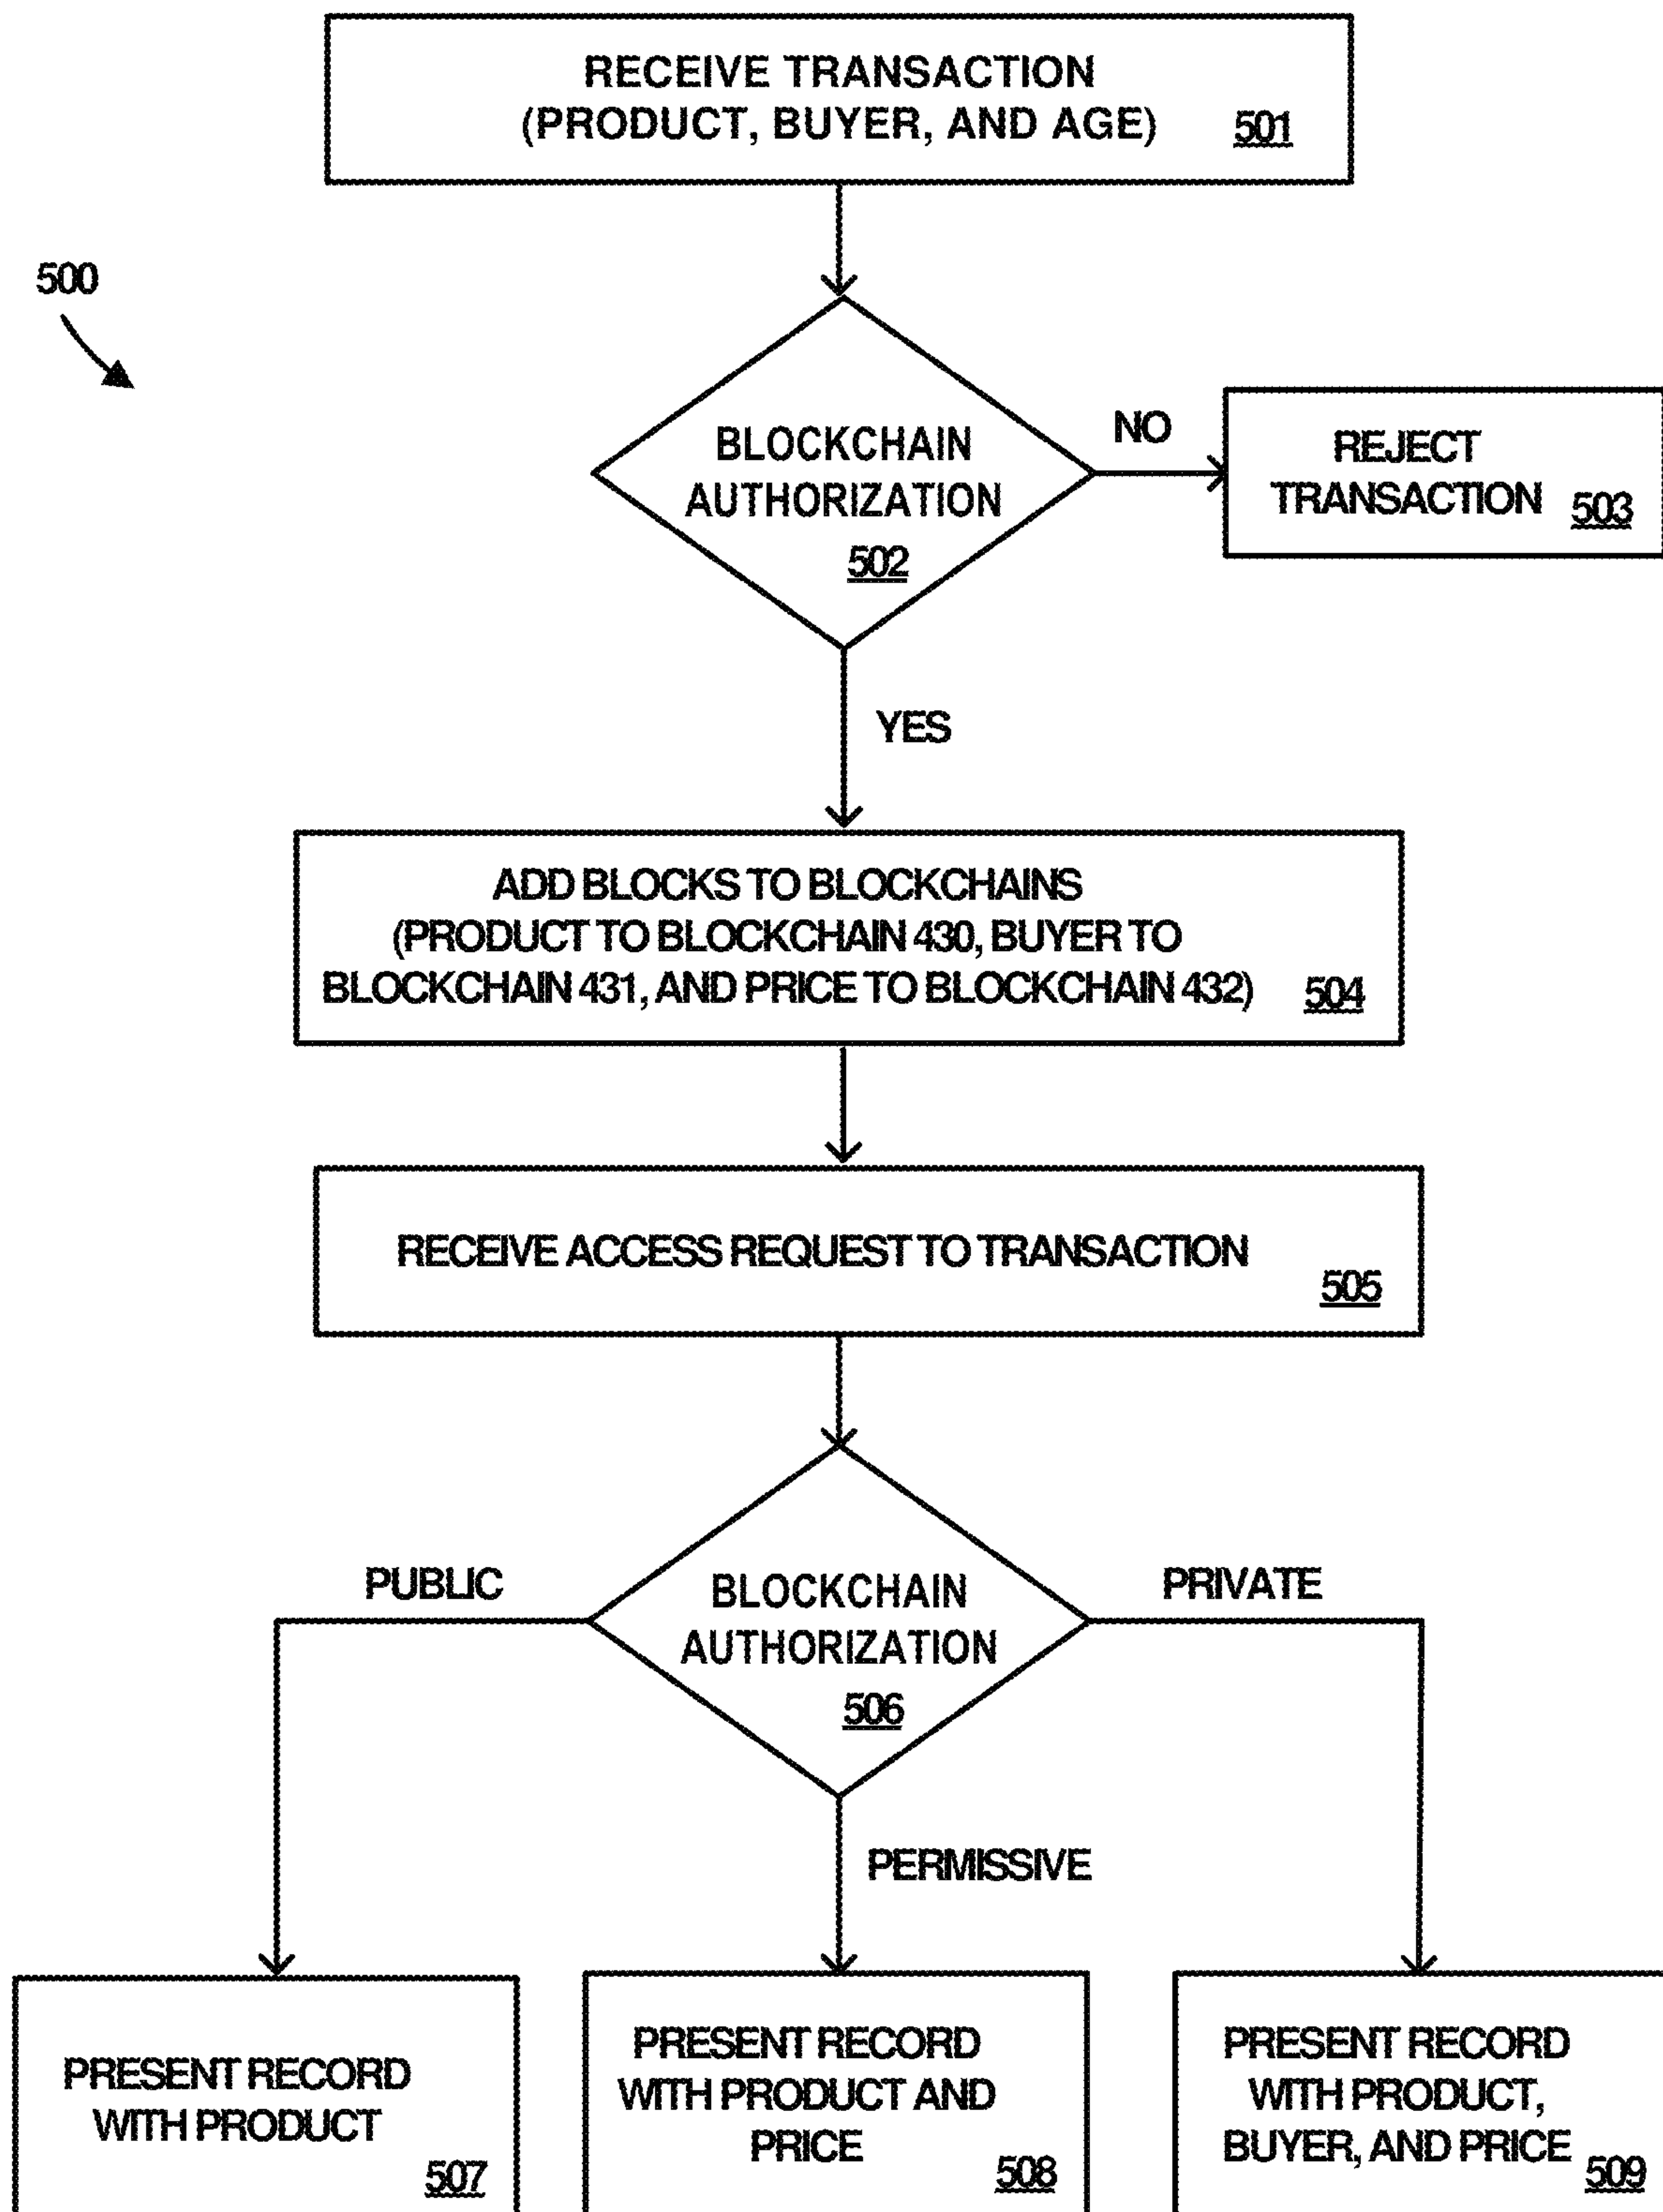 RECEIVE TRANSACTION
(PRODUCT, BUYER, AND AGE) 501
500
BLOCKCHAIN
AUTHORIZATION
502
NO
REJECT
TRANSACTION 503
YES
ADD BLOCKS TO BLOCKCHAINS
(PRODUCT TO BLOCKCHAIN 430, BUYER TO
BLOCKCHAIN 431, AND PRICE TO BLOCKCHAIN 432) 504
RECEIVE ACCESS REQUEST TO TRANSACTION
505
PUBLIC
BLOCKCHAIN
AUTHORIZATION
506
PRIVATE
PERMISSIVE
PRESENT RECORD
WITH PRODUCT
507
PRESENT RECORD
WITH PRODUCT AND
PRICE
508
PRESENT RECORD
WITH PRODUCT,
BUYER, AND PRICE 509